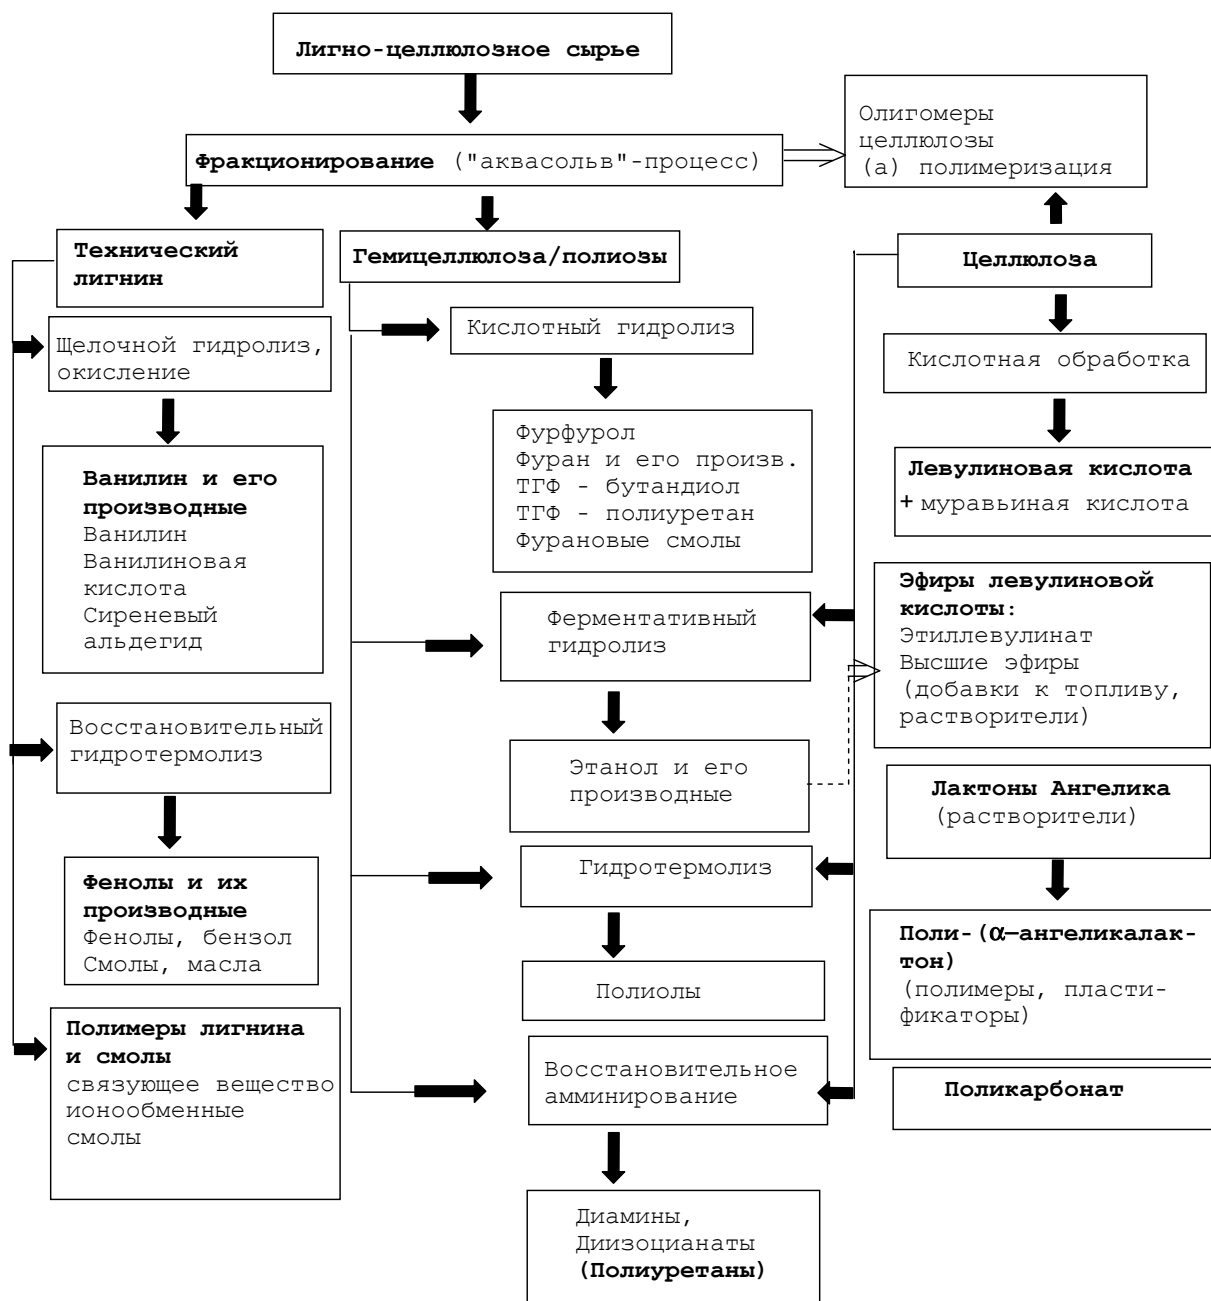 Лигно-целлюлозное сырье
Фракционирование ("аквасольв"-процесс)
Олигомеры
целлюлозы
(а) полимеризация
Технический
лигнин
Гемицеллюлоза/полиозы
Целлюлоза
Щелочной гидролиз,
окисление
Кислотный гидролиз
Кислотная обработка
Ванилин и его
производные
Ванилин
Ванилиновая
кислота
Сиреневый
альдегид
Фурфурол
Фуран и его произв.
ТГФ - бутандиол
ТГФ - полиуретан
Фурановые смолы
Левулиновая кислота
+ муравьиная кислота
Ферментативный
гидролиз
Эфиры левулиновой
кислоты:
Этиллевулинат
Высшие эфиры
(добавки к топливу,
растворители)
Восстановительный
гидротермолиз
Этанол и его
производные
Лактоны Ангелика
(растворители)
Фенолы и их
производные
Фенолы, бензол
Смолы, масла
Гидротермолиз
Полиолы
Поли-(α–ангеликалак-
тон)
(полимеры, пласти-
фикаторы)
Полимеры лигнина
и смолы
связующее вещество
ионообменные
смолы
Восстановительное
амминирование
Поликарбонат
Диамины,
Диизоцианаты
(Полиуретаны)